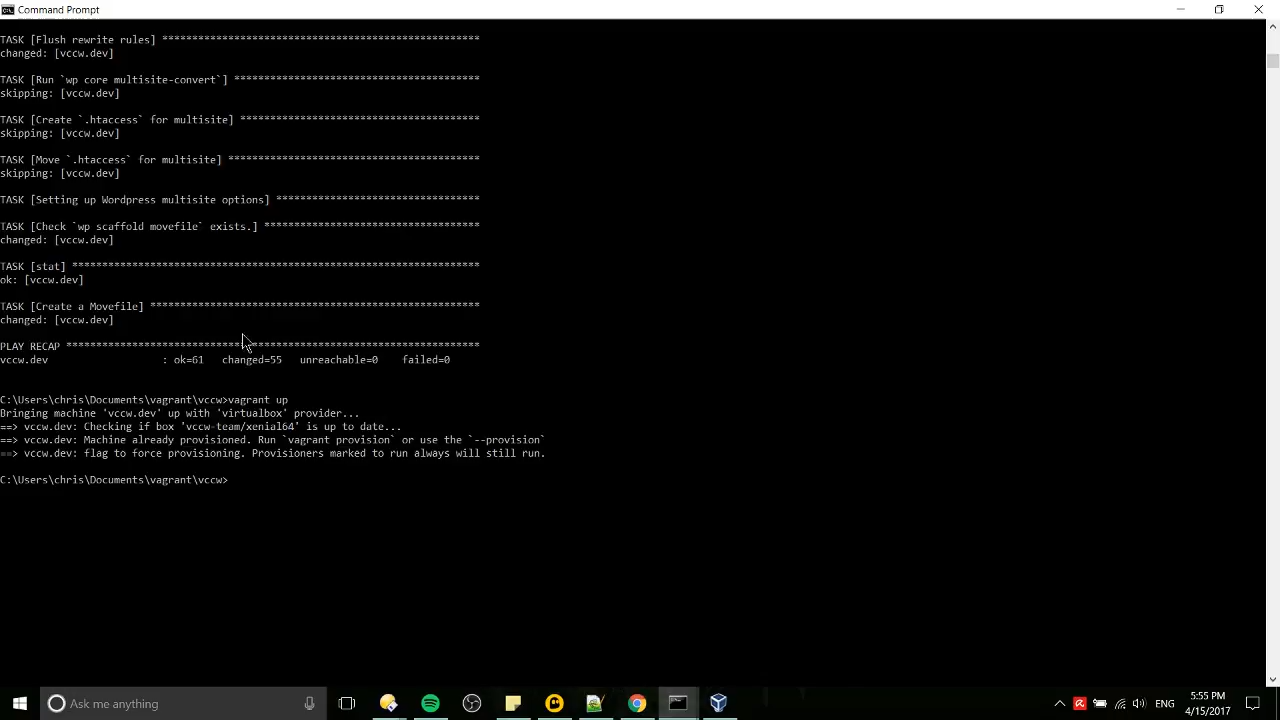 Command Prompt
TASK [Flush rewrite rules] *****************************************************
changed: [vccw.dev]
TASK [Run `wp core multisite-convert`] *****************************************
skipping: [vccw.dev]
TASK [Create `.htaccess` for multisite] ****************************************
skipping: [vccw.dev]
TASK [Move `.htaccess` for multisite] ******************************************
skipping: [vccw.dev]
TASK [Setting up Wordpress multisite options] **********************************
TASK [Check `wp scaffold movefile` exists.] ************************************
changed: [vccw.dev]
TASK [stat] ********************************************************************
ok: [vccw.dev]
TASK [Create a Movefile] *******************************************************
changed: [vccw.dev]
PLAY RECAP *********************************************************************
vccw.dev : ok=61 changed=55 unreachable=0 failed=0
C:\Users\chris\Documents\vagrant\vccw>vagrant up
Bringing machine 'vccw.dev' up with 'virtualbox' provider...
==> vccw.dev: Checking if box 'vccw-team/xenial64' is up to date...
==> vccw.dev: Machine already provisioned. Run `vagrant provision` or use the `--provision`
==> vccw.dev: flag to force provisioning. Provisioners marked to run always will still run.
C:\Users\chris\Documents\vagrant\vccw>
Ask me anything
ENG
5:55 PM
4/15/2017